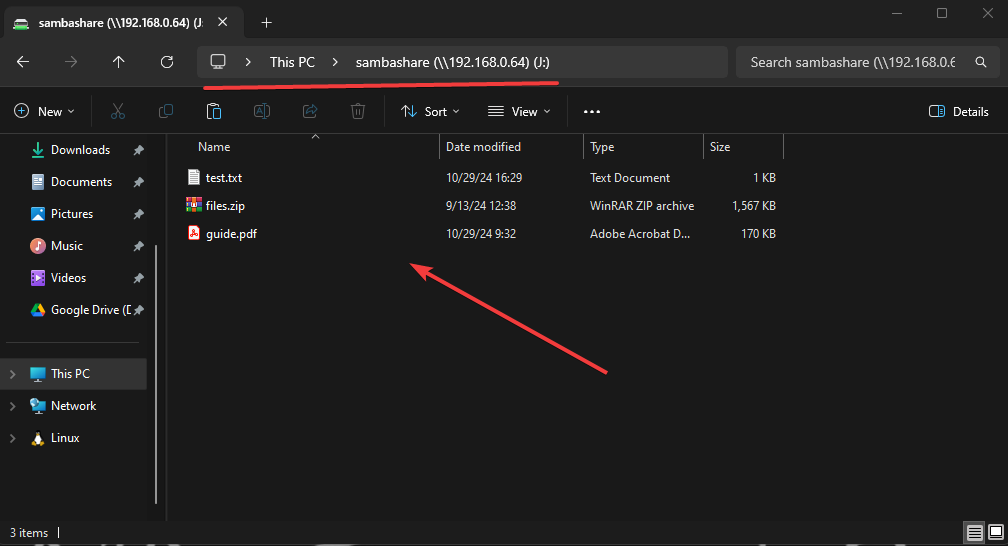 sambashare (\\192.168.0.64) (J:
This PC > sambashare (\\192.168.0.64) (J:)
Search sambashare (\\192.168.0.6
New
Sort
View
Details
Name Date modified Type Size
test.txt 10/29/24 16:29 Text Document 1 KB
files.zip 9/13/24 12:38 WinRAR ZIP archive 1,567 KB
guide.pdf 10/29/24 9:32 Adobe Acrobat D... 170 KB
Downloads
Documents
Pictures
Music
Videos
Google Drive (D
This PC
Network
Linux
3 items